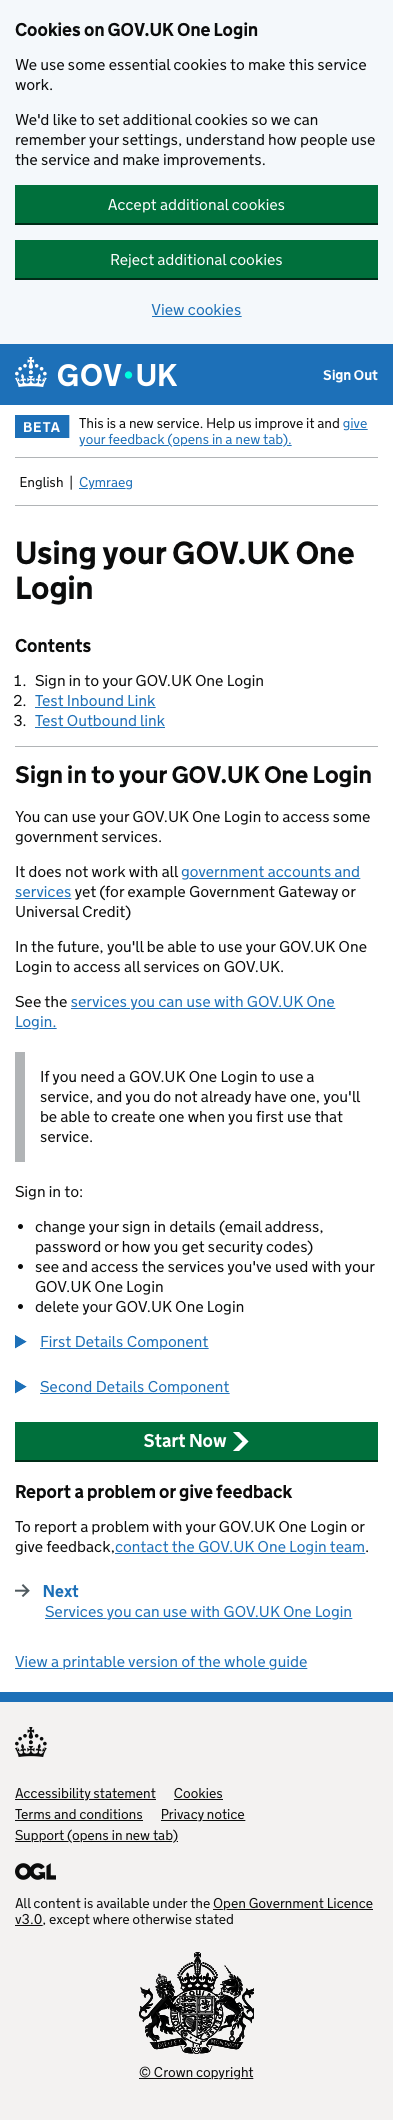 Cookies on GOV.UK One Login
We use some essential cookies to make this service
work.
We'd like to set additional cookies so we can
remember your settings, understand how people use
the service and make improvements.
Accept additional cookies
Reject additional cookies
View cookies
GOV·UK
Sign Out
BETA
This is a new service. Help us improve it and give
your feedback (opens in a new tab).
English | Cymraeg
Using your GOV.UK One
Login
Contents
1. Sign in to your GOV.UK One Login
2. Test Inbound Link
3. Test Outbound link
Sign in to your GOV.UK One Login
You can use your GOV.UK One Login to access some
government services.
It does not work with all government accounts and
services yet (for example Government Gateway or
Universal Credit)
In the future, you'll be able to use your GOV.UK One
Login to access all services on GOV.UK.
See the services you can use with GOV.UK One
Login.
If you need a GOV.UK One Login to use a
service, and you do not already have one, you'll
be able to create one when you first use that
service.
Sign in to:
• change your sign in details (email address,
password or how you get security codes)
• see and access the services you've used with your
GOV.UK One Login
• delete your GOV.UK One Login
First Details Component
Second Details Component
Start Now
Report a problem or give feedback
To report a problem with your GOV.UK One Login or
give feedback,contact the GOV.UK One Login team.
Next
Services you can use with GOV.UK One Login
View a printable version of the whole guide
Accessibility statement Cookies
Terms and conditions Privacy notice
Support (opens in new tab)
OGL
All content is available under the Open Government Licence
v3.0, except where otherwise stated
© Crown copyright